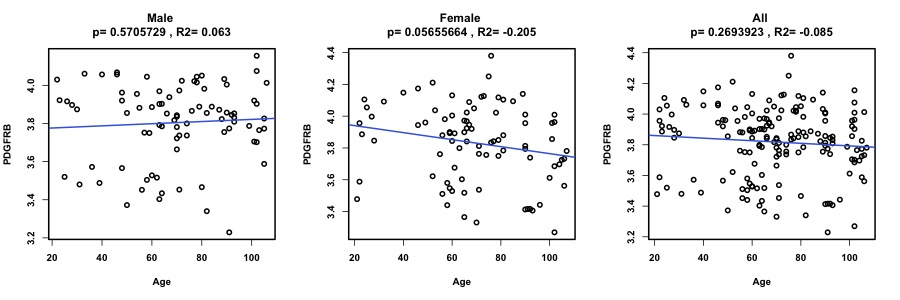 Male
p= 0.5705729 , R2= 0.063
PDGFRB
4.0
3.8
3.6
3.4
3.2
20 40 60 80 100
Age
Female
p= 0.05655664 , R2= -0.205
PDGFRB
4.4
4.2
4.0
3.8
3.6
3.4
20 40 60 80 100
Age
All
p= 0.2693923 , R2= -0.085
PDGFRB
4.4
4.2
4.0
3.8
3.6
3.4
3.2
20 40 60 80 100
Age